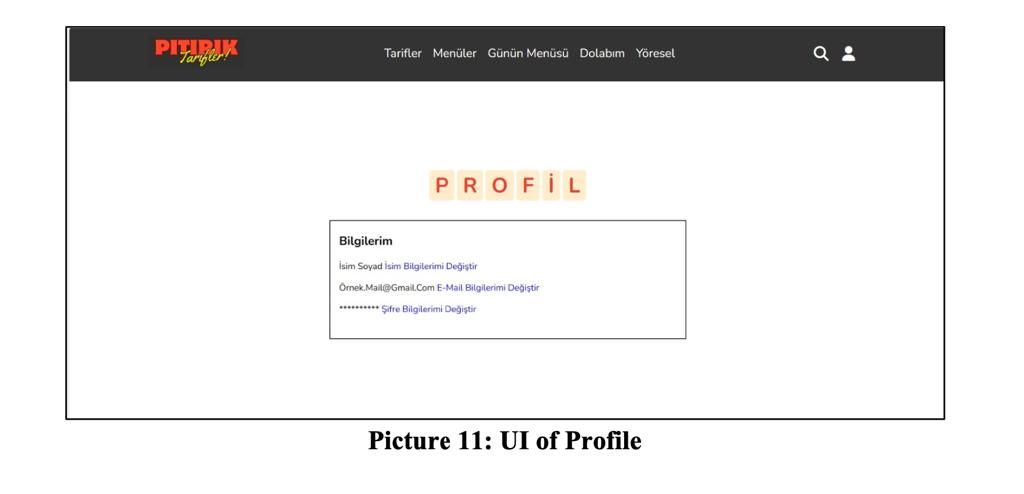 PITIRIK
Tarifler!
Tarifler Menüler Günün Menüsü Dolabım Yöresel
PROFİL
Bilgilerim
İsim Soyad İsim Bilgilerimi Değiştir
Örnek.Mail@Gmail.Com E-Mail Bilgilerimi Değiştir
********** Şifre Bilgilerimi Değiştir
Picture 11: UI of Profile